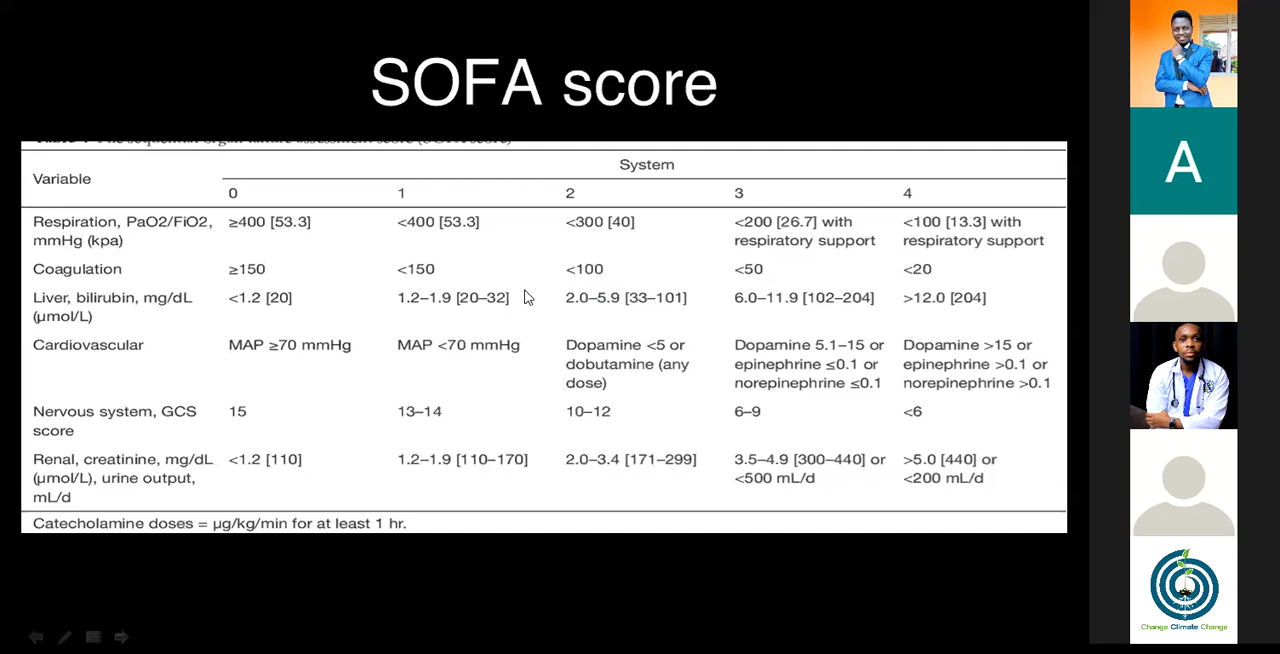 SOFA score
System
Variable
0 1 2 3 4
Respiration, PaO2/FiO2, ≥400 [53.3] <400 [53.3] <300 [40] <200 [26.7] with <100 [13.3] with
mmHg (kpa) respiratory support respiratory support
Coagulation ≥150 <150 <100 <50 <20
Liver, bilirubin, mg/dL <1.2 [20] 1.2–1.9 [20–32] 2.0–5.9 [33–101] 6.0–11.9 [102–204] >12.0 [204]
(µmol/L)
Cardiovascular MAP ≥70 mmHg MAP <70 mmHg Dopamine <5 or Dopamine 5.1–15 or Dopamine >15 or
dobutamine (any epinephrine ≤0.1 or epinephrine >0.1 or
dose) norepinephrine ≤0.1 norepinephrine >0.1
Nervous system, GCS 15 13–14 10–12 6–9 <6
score
Renal, creatinine, mg/dL <1.2 [110] 1.2–1.9 [110–170] 2.0–3.4 [171–299] 3.5–4.9 [300–440] or >5.0 [440] or
(µmol/L), urine output, <500 mL/d <200 mL/d
mL/d
Catecholamine doses = µg/kg/min for at least 1 hr.
A
Change Climate Change